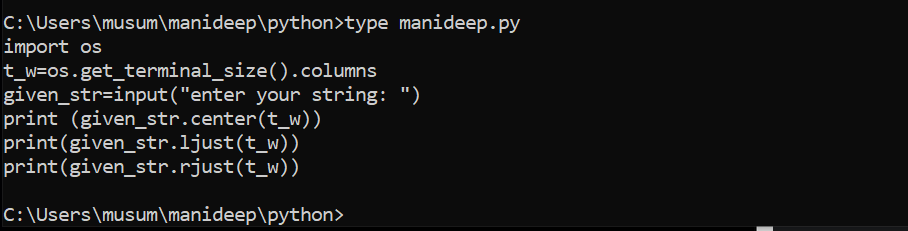 C:\Users\musum\manideep\python>type manideep.py
import os
t_w=os.get_terminal_size().columns
given_str=input("enter your string: ")
print (given_str.center(t_w))
print(given_str.ljust(t_w))
print(given_str.rjust(t_w))
C:\Users\musum\manideep\python>